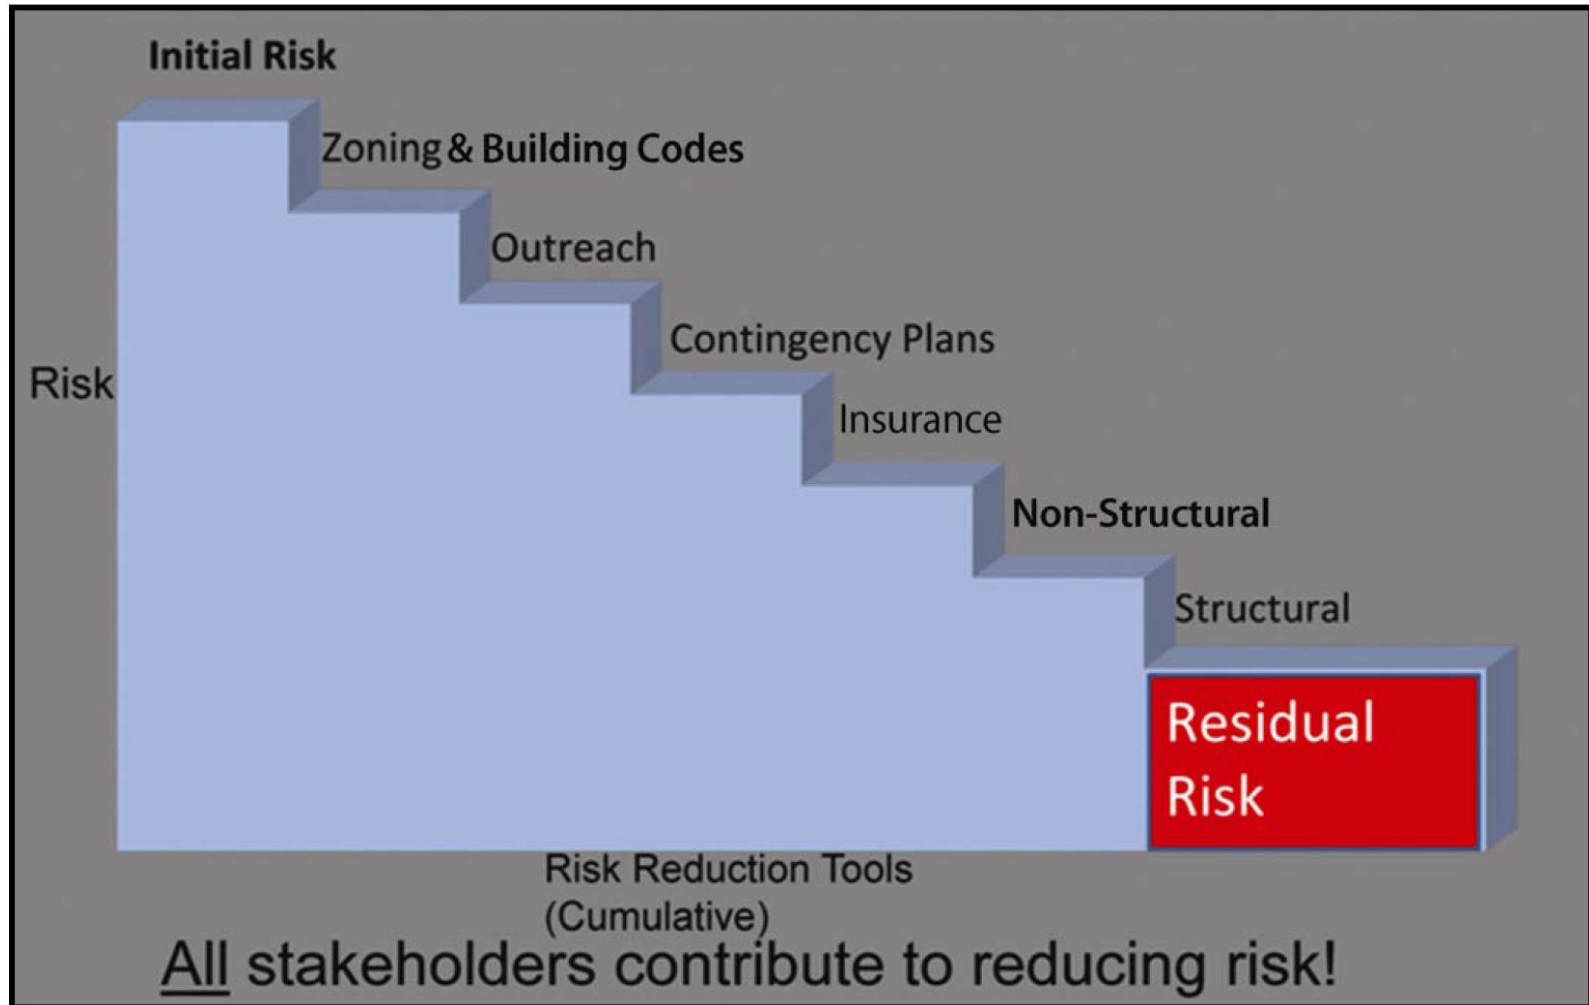 Initial Risk
Zoning & Building Codes
Outreach
Contingency Plans
Risk
Insurance
Non-Structural
Structural
Residual
Risk
Risk Reduction Tools
(Cumulative)
All stakeholders contribute to reducing risk!